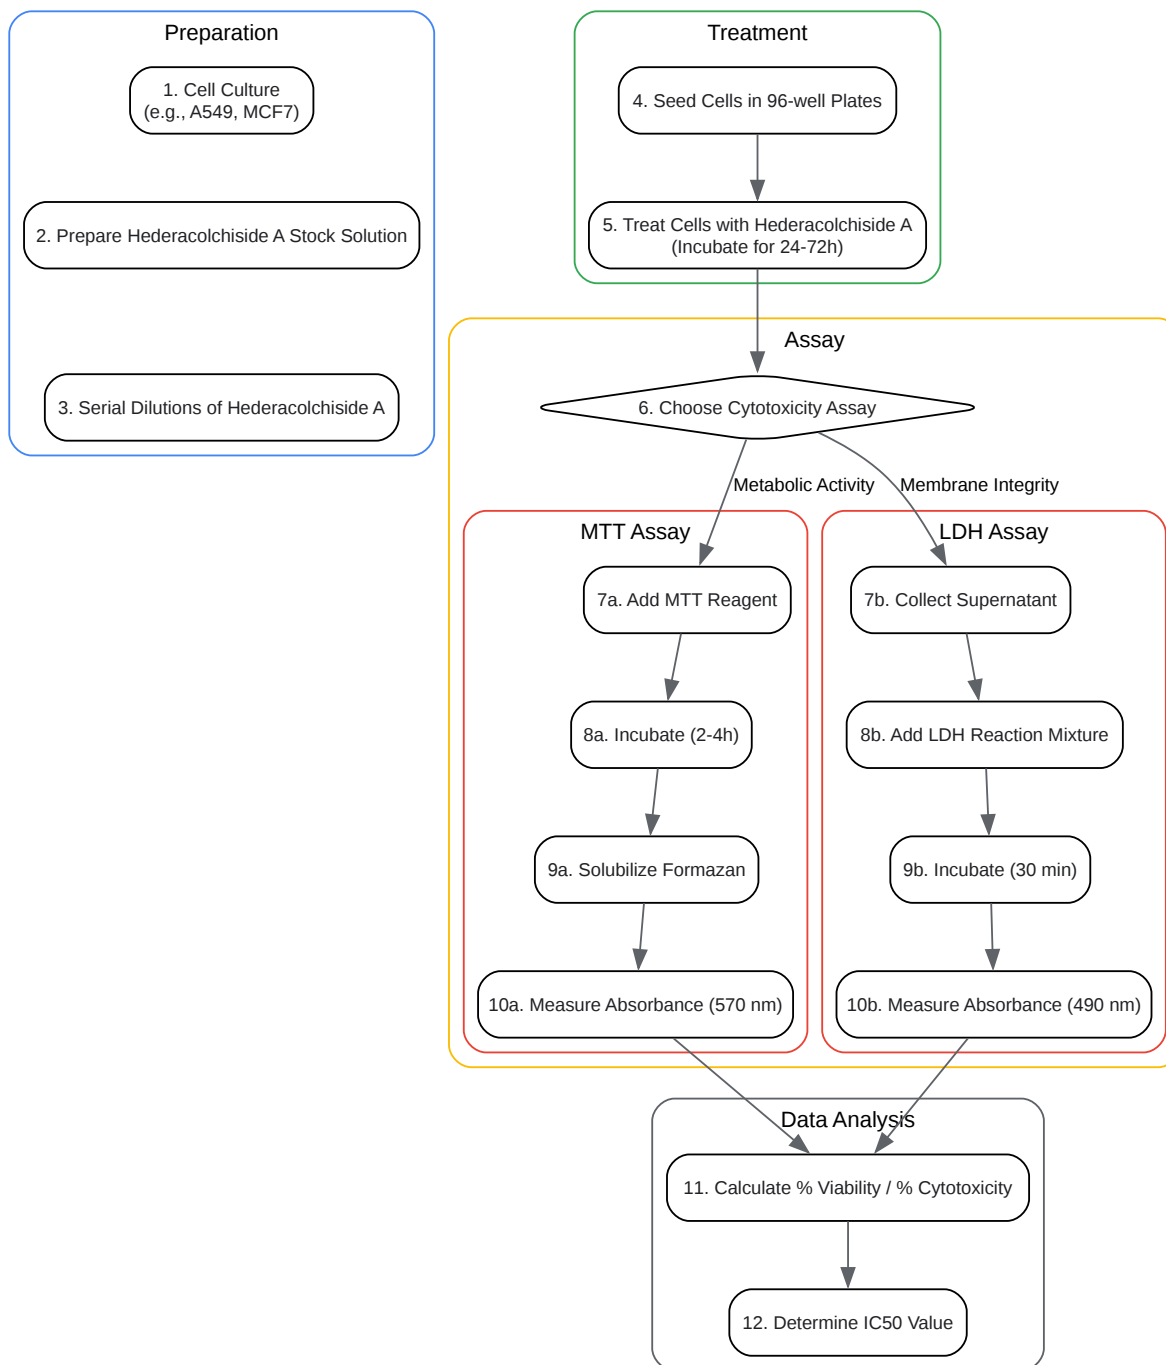 Preparation
1. Cell Culture
(e.g., A549, MCF7)
2. Prepare Hederacolchiside A Stock Solution
3. Serial Dilutions of Hederacolchiside A
Treatment
4. Seed Cells in 96-well Plates
5. Treat Cells with Hederacolchiside A
(Incubate for 24-72h)
Assay
6. Choose Cytotoxicity Assay
Metabolic Activity
Membrane Integrity
MTT Assay
7a. Add MTT Reagent
8a. Incubate (2-4h)
9a. Solubilize Formazan
10a. Measure Absorbance (570 nm)
LDH Assay
7b. Collect Supernatant
8b. Add LDH Reaction Mixture
9b. Incubate (30 min)
10b. Measure Absorbance (490 nm)
Data Analysis
11. Calculate % Viability / % Cytotoxicity
12. Determine IC50 Value